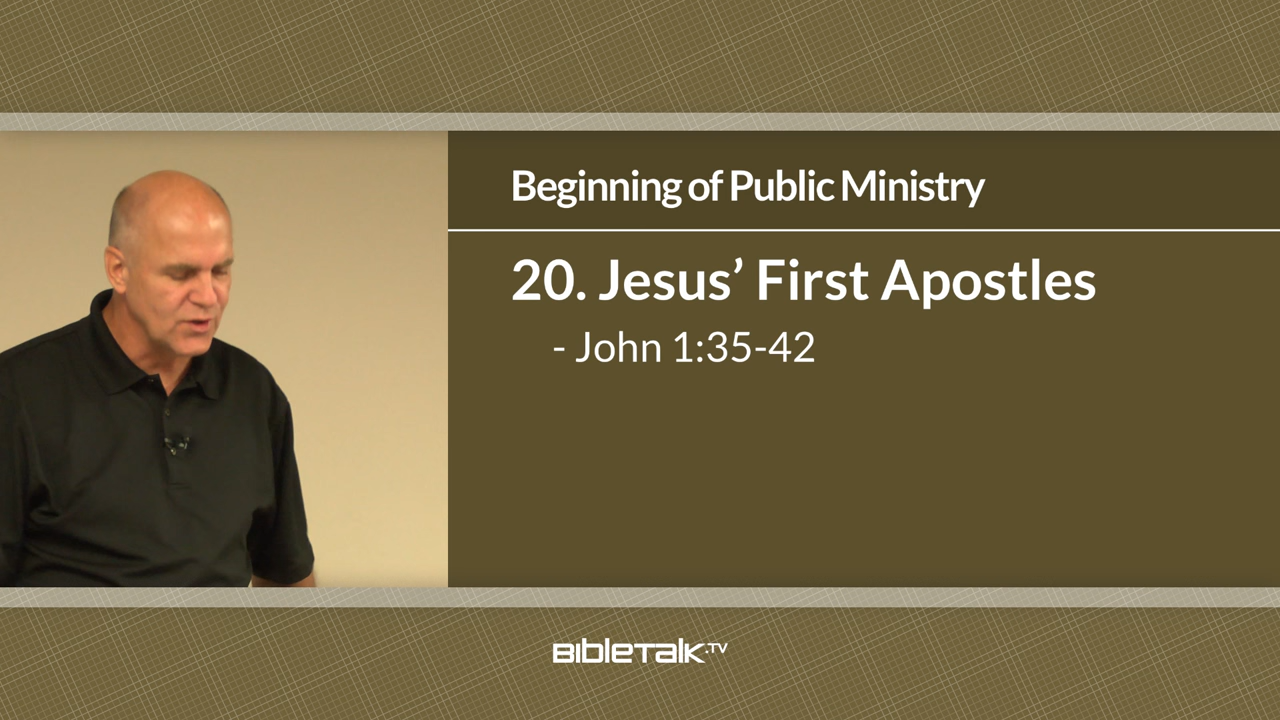 Beginning of Public Ministry
20. Jesus’ First Apostles
- John 1:35-42
BibleTalk.TV